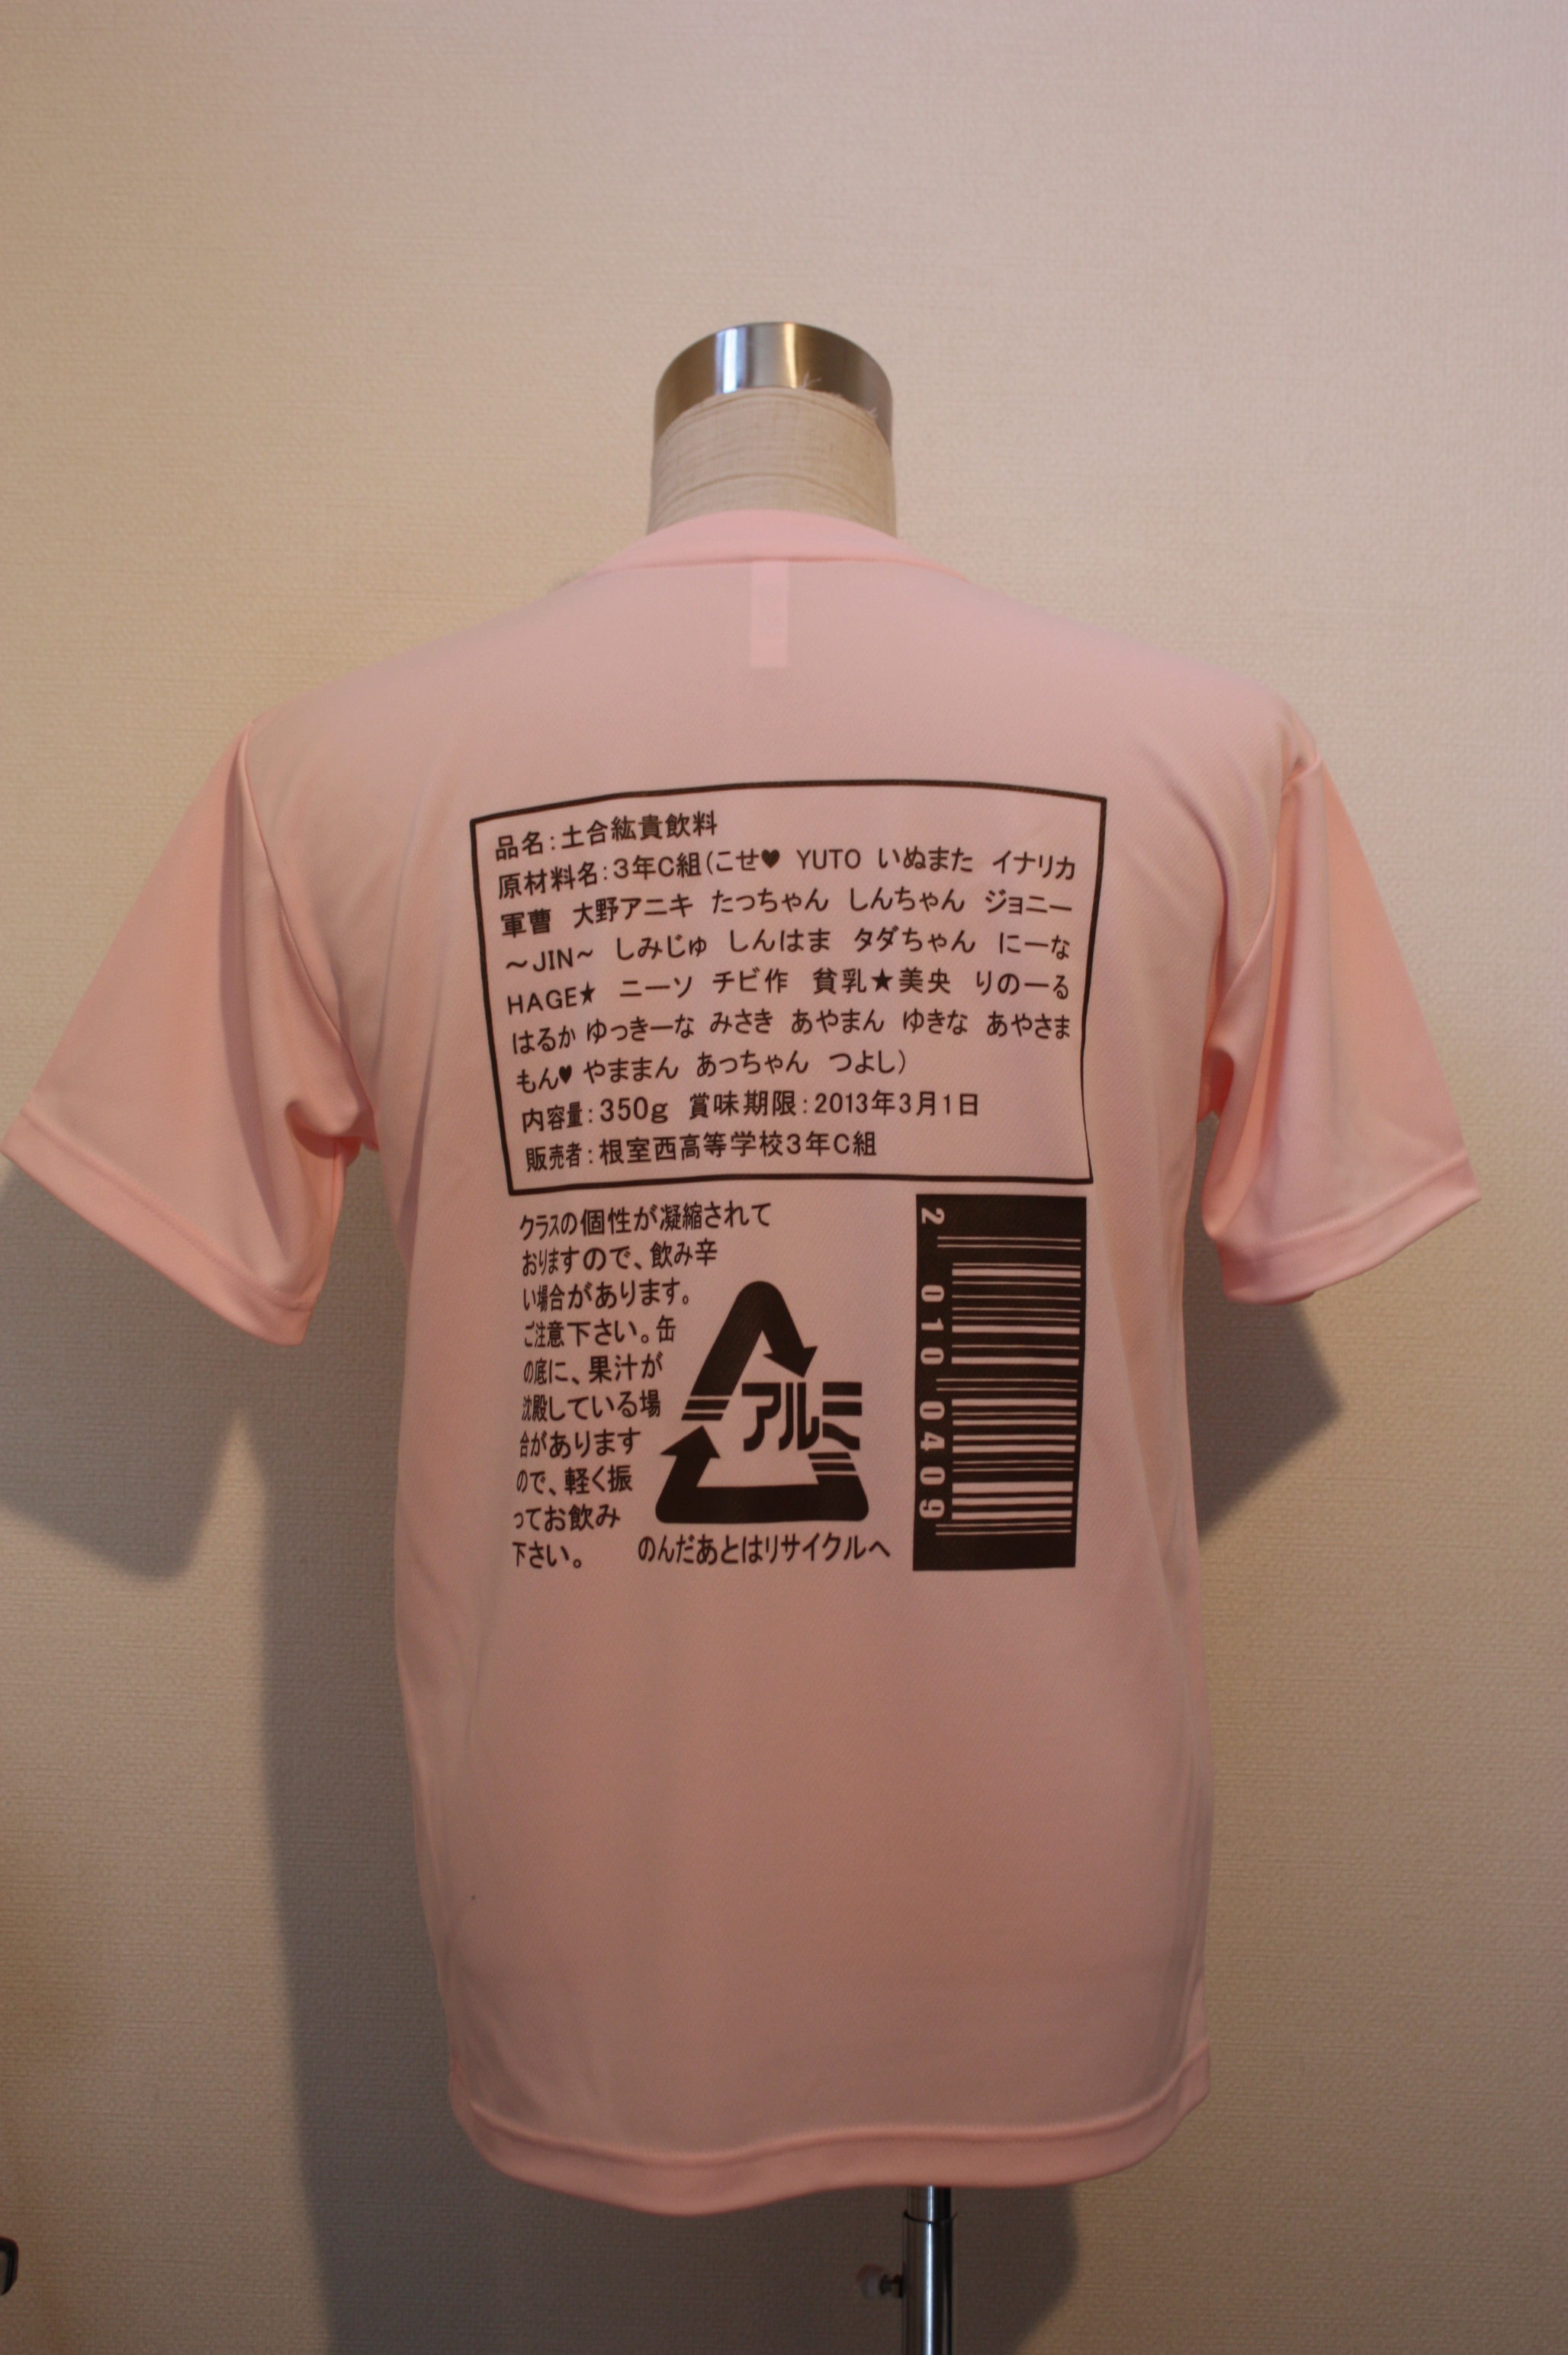 品名:土合紘貴飲料
原材料名:3年C組(こせ♥ YUTO いぬまた イナリカ
軍曹 大野アニキ たっちゃん しんちゃん ジョニー
～JIN～ しみじゅ しんはま タダちゃん にーな
HAGE★ ニーソ チビ作 貧乳★美央 りのーる
はるか ゆっきーな みさき あやまん ゆきな あやさま
もん♥ やままん あっちゃん つよし)
内容量:350g 賞味期限:2013年3月1日
販売者:根室西高等学校3年C組
クラスの個性が凝縮されて
おりますので、飲み辛
い場合があります。
ご注意下さい。缶
の底に、果汁が
沈殿している場
合があります
ので、軽く振
ってお飲み
下さい。
アルミ
のんだあとはリサイクルへ
2 010 0409